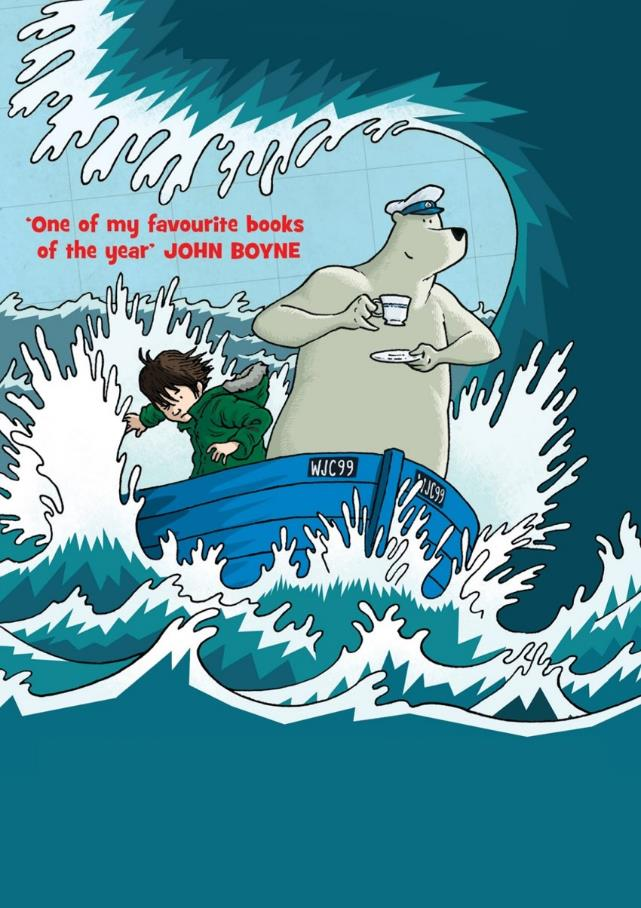 'One of my favourite books
of the year' JOHN BOYNE
WJC99
WJC99